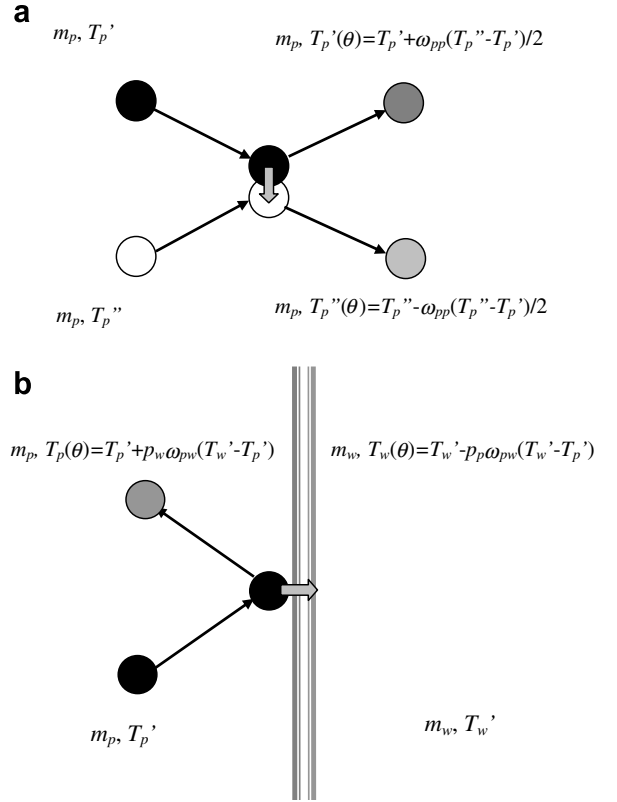 a
mp, Tp’
mp, Tp’(θ)=Tp’+ωpp(Tp”-Tp’)/2
mp, Tp”
mp, Tp”(θ)=Tp”-ωpp(Tp”-Tp’)/2
b
mp, Tp(θ)=Tp’+pwωpw(Tw’-Tp’)
mw, Tw(θ)=Tw’-ppωpw(Tw’-Tp’)
mp, Tp’
mw, Tw’